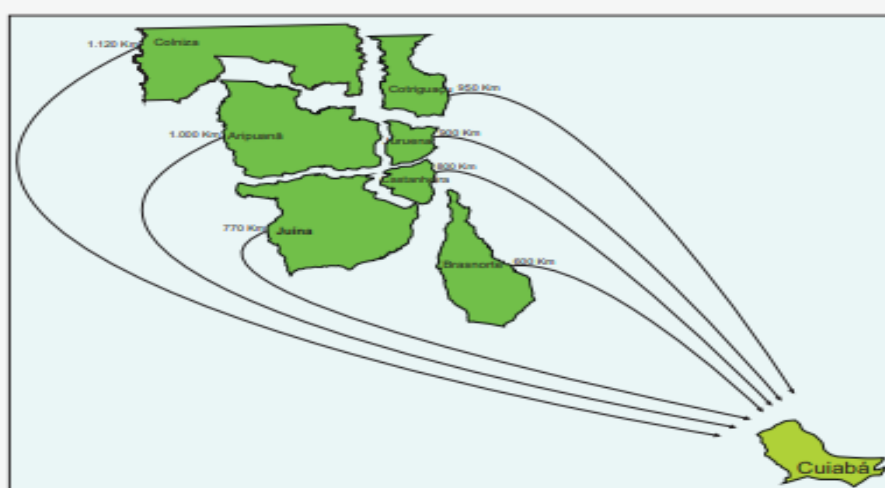 1.120 Km
Colniza
Cotriguaçu
950 Km
1.000 Km
Aripuanã
Juruena
900 Km
800 Km
Castanheira
770 Km
Juína
Brasnorte
600 Km
Cuiabá